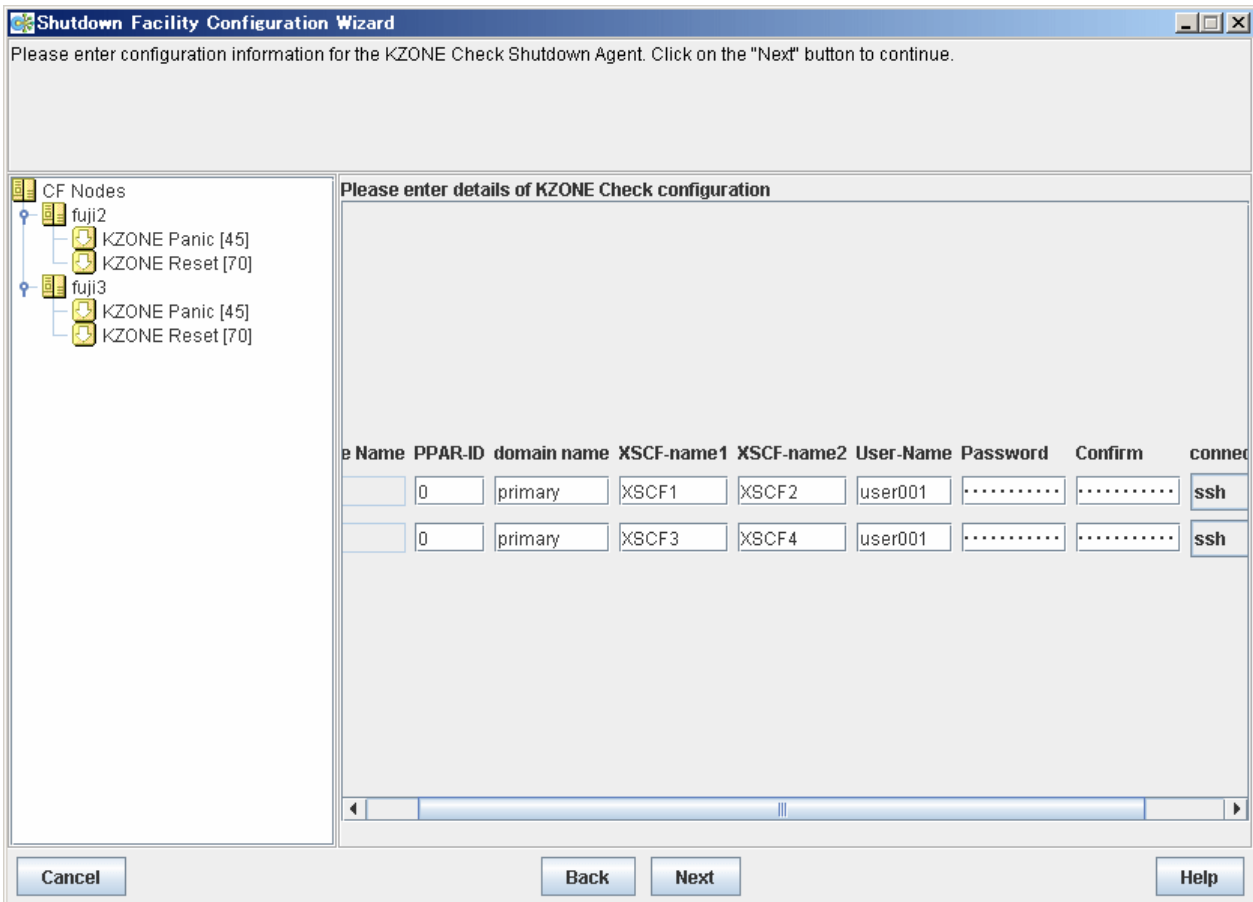 Shutdown Facility Configuration Wizard
Please enter configuration information for the KZONE Check Shutdown Agent. Click on the "Next" button to continue.
CF Nodes
fuji2
KZONE Panic [45]
KZONE Reset [70]
fuji3
KZONE Panic [45]
KZONE Reset [70]
Please enter details of KZONE Check configuration
e Name PPAR-ID domain name XSCF-name1 XSCF-name2 User-Name Password Confirm connec
0 primary XSCF1 XSCF2 user001 ··········· ··········· ssh
0 primary XSCF3 XSCF4 user001 ··········· ··········· ssh
Cancel Back Next Help